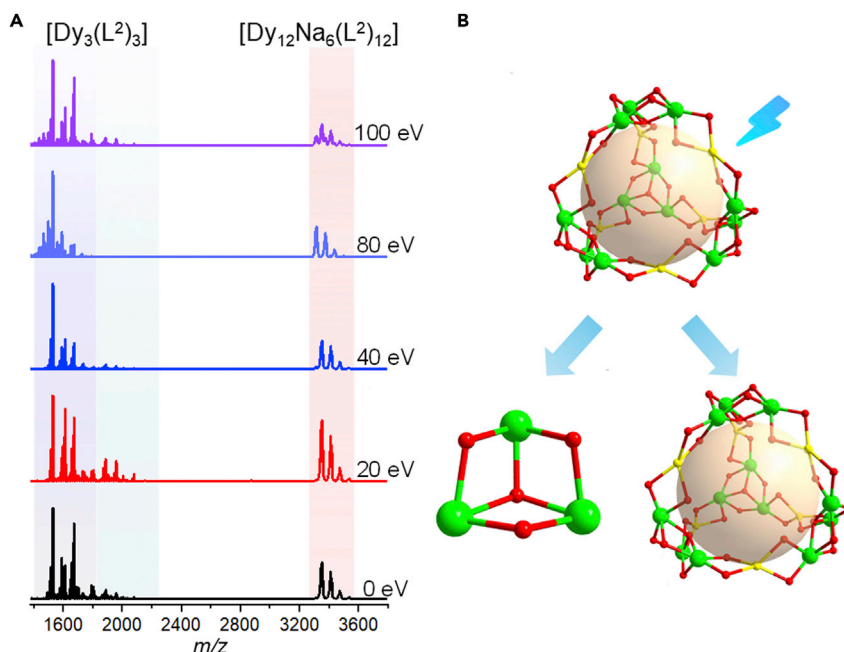 A
B
[Dy₃(L²)₃]
[Dy₁₂Na₆(L²)₁₂]
100 eV
80 eV
40 eV
20 eV
0 eV
1600 2000 2400 2800 3200 3600
m/z